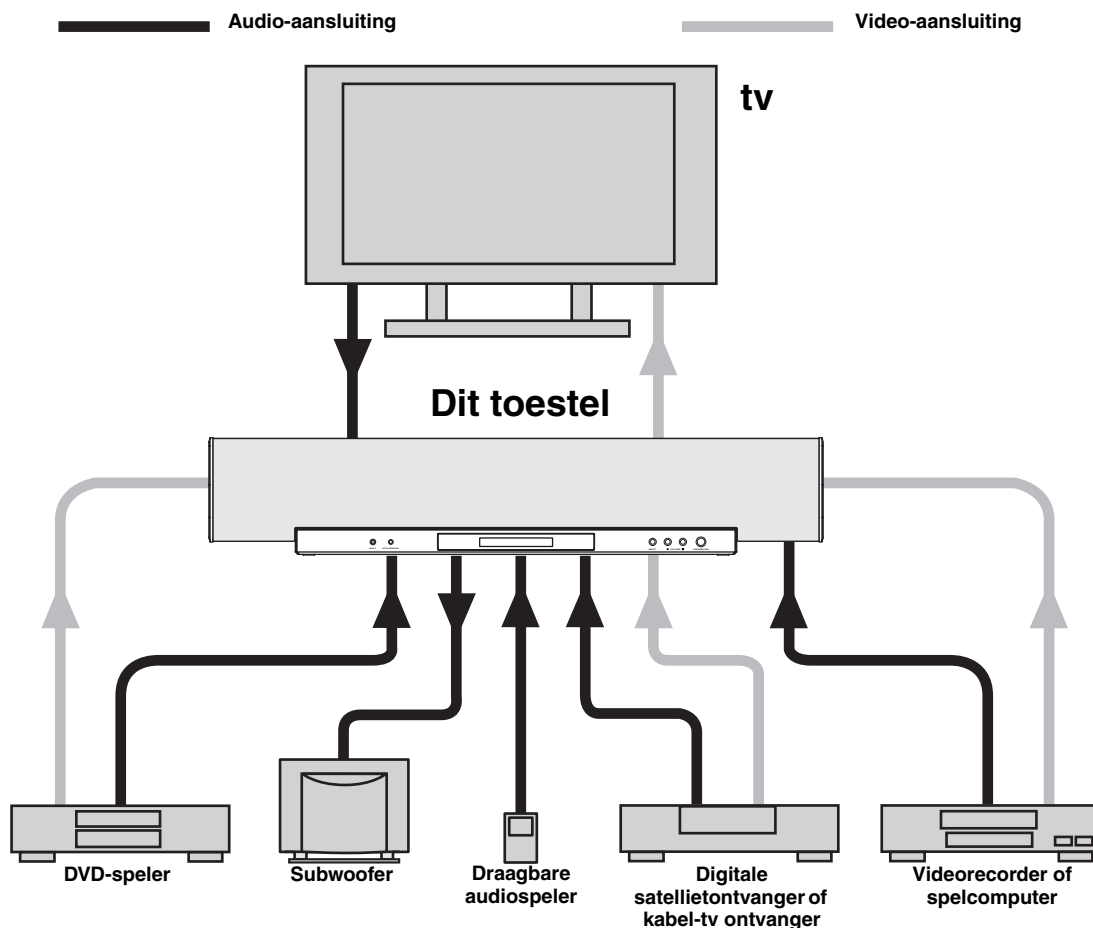 Audio-aansluiting
Video-aansluiting
tv
Dit toestel
DVD-speler
Subwoofer
Draagbare
audiospeler
Digitale
satellietontvanger of
kabel-tv ontvanger
Videorecorder of
spelcomputer